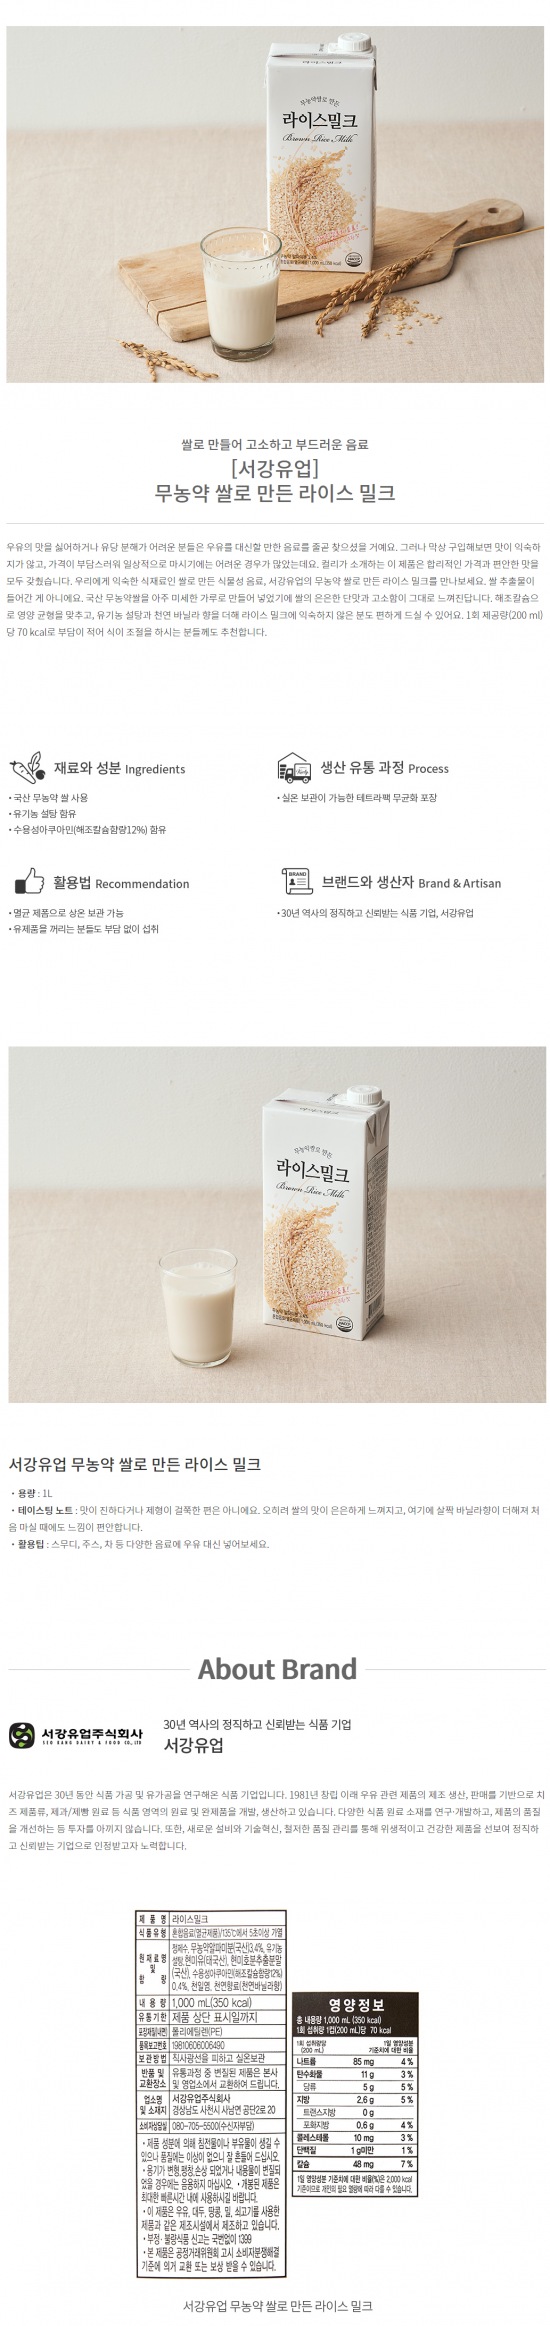 라이스밀크
무농약쌀로 만든
라이스밀크
Brown Rice Milk
쌀로 만들어 고소하고 부드러운 음료
[서강유업]
무농약 쌀로 만든 라이스 밀크
우유의 맛을 싫어하거나 유당 분해가 어려운 분들은 우유를 대신할 만한 음료를 줄곧 찾으셨을 거예요. 그러나 막상 구입해보면 맛이 익숙하
지가 않고, 가격이 부담스러워 일상적으로 마시기에는 어려운 경우가 많았는데요. 컬리가 소개하는 이 제품은 합리적인 가격과 편안한 맛을
모두 갖췄습니다. 우리에게 익숙한 식재료인 쌀로 만든 식물성 음료, 서강유업의 무농약 쌀로 만든 라이스 밀크를 만나보세요. 쌀 추출물이
들어간 게 아니에요. 국산 무농약쌀을 아주 미세한 가루로 만들어 넣었기에 쌀의 은은한 단맛과 고소함이 그대로 느껴진답니다. 해조칼슘으
로 영양 균형을 맞추고, 유기농 설탕과 천연 바닐라 향을 더해 라이스 밀크에 익숙하지 않은 분도 편하게 드실 수 있어요. 1회 제공량(200 ml)
당 70 kcal로 부담이 적어 식이 조절을 하시는 분들께도 추천합니다.
재료와 성분 Ingredients
• 국산 무농약 쌀 사용
• 유기농 설탕 함유
• 수용성아쿠아민(해조칼슘함량12%) 함유
생산 유통 과정 Process
• 실온 보관이 가능한 테트라팩 무균화 포장
활용법 Recommendation
• 멸균 제품으로 상온 보관 가능
• 유제품을 꺼리는 분들도 부담 없이 섭취
BRAND
브랜드와 생산자 Brand & Artisan
• 30년 역사의 정직하고 신뢰받는 식품 기업, 서강유업
라이스밀크
무농약쌀로 만든
라이스밀크
Brown Rice Milk
서강유업 무농약 쌀로 만든 라이스 밀크
• 용량 : 1L
• 테이스팅 노트 : 맛이 진하다거나 제형이 걸쭉한 편은 아니에요. 오히려 쌀의 맛이 은은하게 느껴지고, 여기에 살짝 바닐라향이 더해져 처
음 마실 때에도 느낌이 편안합니다.
• 활용팁 : 스무디, 주스, 차 등 다양한 음료에 우유 대신 넣어보세요.
About Brand
서강유업주식회사
SEO KANG DAIRY & FOOD CO., LTD
30년 역사의 정직하고 신뢰받는 식품 기업
서강유업
서강유업은 30년 동안 식품 가공 및 유가공을 연구해온 식품 기업입니다. 1981년 창립 이래 우유 관련 제품의 제조 생산, 판매를 기반으로 치
즈 제품류, 제과/제빵 원료 등 식품 영역의 원료 및 완제품을 개발, 생산하고 있습니다. 다양한 식품 원료 소재를 연구·개발하고, 제품의 품질
을 개선하는 등 투자를 아끼지 않습니다. 또한, 새로운 설비와 기술혁신, 철저한 품질 관리를 통해 위생적이고 건강한 제품을 선보여 정직하
고 신뢰받는 기업으로 인정받고자 노력합니다.
제 품 명 라이스밀크
식 품 유 형 혼합음료(멸균제품)/135℃에서 5초이상 가열
원 재 료 명 및 함 량 정제수, 무농약알파미분(국산)3.4%, 유기농
설탕, 현미유(태국산), 현미호분추출분말
(국산), 수용성아쿠아민(해조칼슘함량12%)
0.4%, 천일염, 천연향료(천연바닐라향)
내 용 량 1,000 mL(350 kcal)
유 통 기 한 제품 상단 표시일까지
포장재질(내면) 폴리에틸렌(PE)
품목보고번호 19810606006490
보 관 방 법 직사광선을 피하고 실온보관
반품 및 교환장소 유통과정 중 변질된 제품은 본사
및 영업소에서 교환하여 드립니다.
업소명 및 소재지 서강유업주식회사
경상남도 사천시 사남면 공단2로 20
소비자상담실 080-705-5500(수신자부담)
• 제품 성분에 의해 침전물이나 부유물이 생길 수
있으나 품질에는 이상이 없으니 잘 흔들어 드십시오.
• 용기가 변형,팽창,손상 되었거나 내용물이 변질되
었을 경우에는 음용하지 마십시오. • 개봉된 제품은
최대한 빠른시간 내에 사용하시길 바랍니다.
• 이 제품은 우유, 대두, 땅콩, 밀, 쇠고기를 사용한
제품과 같은 제조시설에서 제조하고 있습니다.
• 부정·불량식품 신고는 국번없이 1399
• 본 제품은 공정거래위원회 고시 소비자분쟁해결
기준에 의거 교환 또는 보상 받을 수 있습니다.
영양정보
총 내용량 1,000 mL (350 kcal)
1회 섭취량 1컵(200 mL)당 70 kcal
1회 섭취량당 (200 mL) 1일 영양성분 기준치에 대한 비율
나트륨 85 mg 4 %
탄수화물 11 g 3 %
당류 5 g 5 %
지방 2.6 g 5 %
트랜스지방 0 g
포화지방 0.6 g 4 %
콜레스테롤 10 mg 3 %
단백질 1 g미만 1 %
칼슘 48 mg 7 %
1일 영양성분 기준치에 대한 비율(%)은 2,000 kcal
기준이므로 개인의 필요 열량에 따라 다를 수 있습니다.
서강유업 무농약 쌀로 만든 라이스 밀크